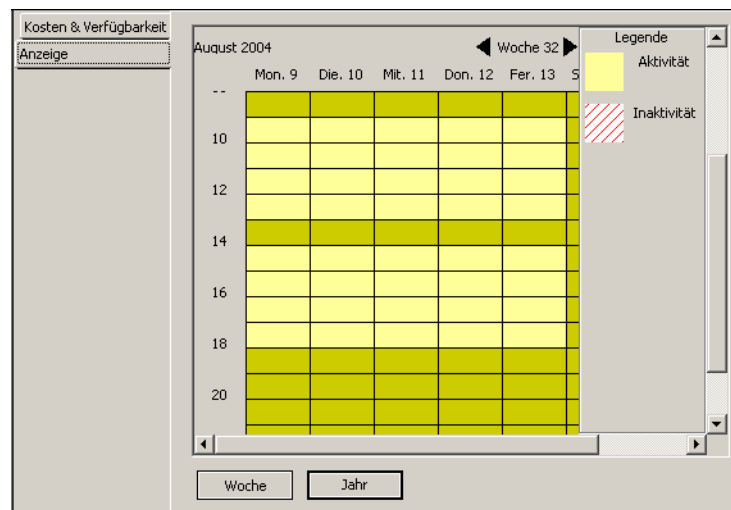 Kosten & Verfügbarkeit
Anzeige
August 2004
Woche 32
Mon. 9 Die. 10 Mit. 11 Don. 12 Fer. 13 S
10
12
14
16
18
20
Legende
Aktivität
Inaktivität
Woche
Jahr